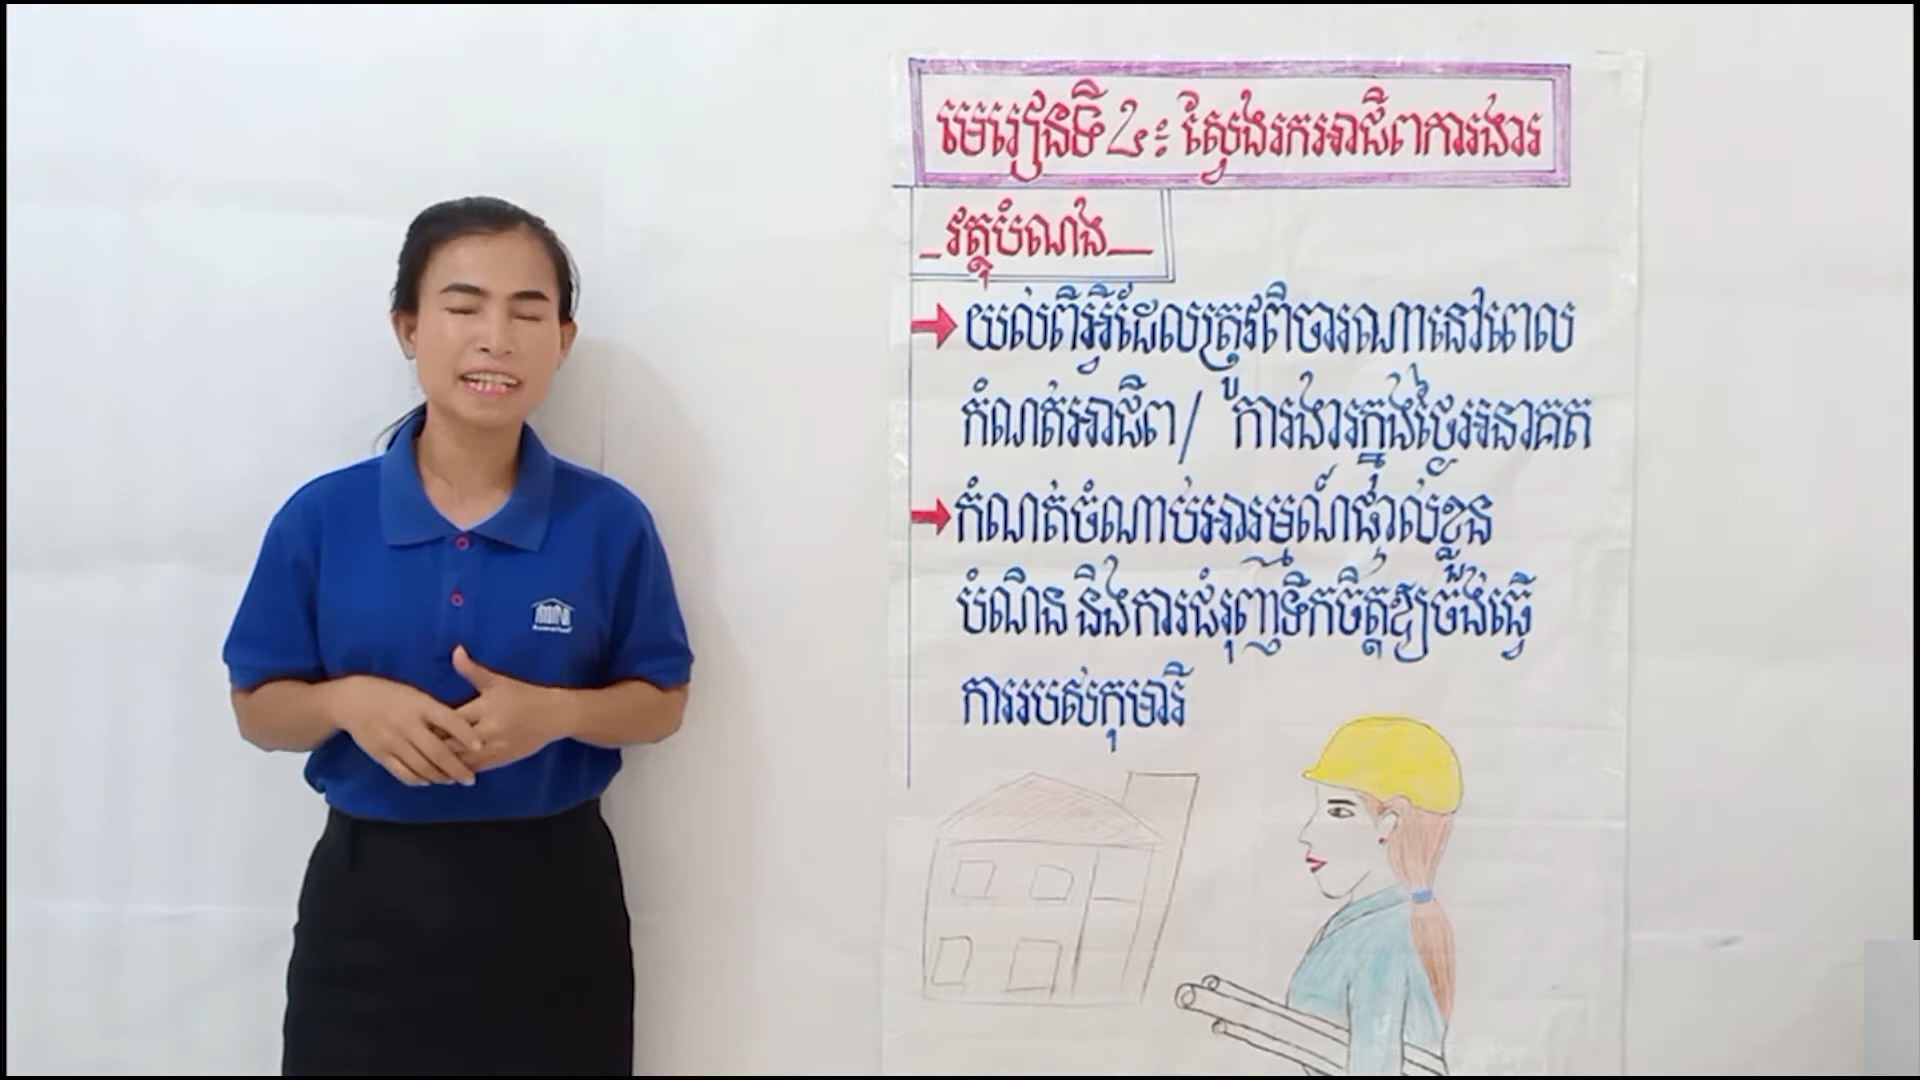 មេរៀនទី ៤: ស្វែងរកអាជីពការងារ
វត្ថុបំណង
យល់ពីអ្វីដែលត្រូវពិចារណានៅពេល
កំណត់អាជីព/ ការងារក្នុងថ្ងៃអនាគត
កំណត់ចំណាប់អារម្មណ៍ផ្ទាល់ខ្លួន
បំណិន និងការជំរុញទឹកចិត្តឱ្យចង់ធ្វើ
ការរបស់កុមារី